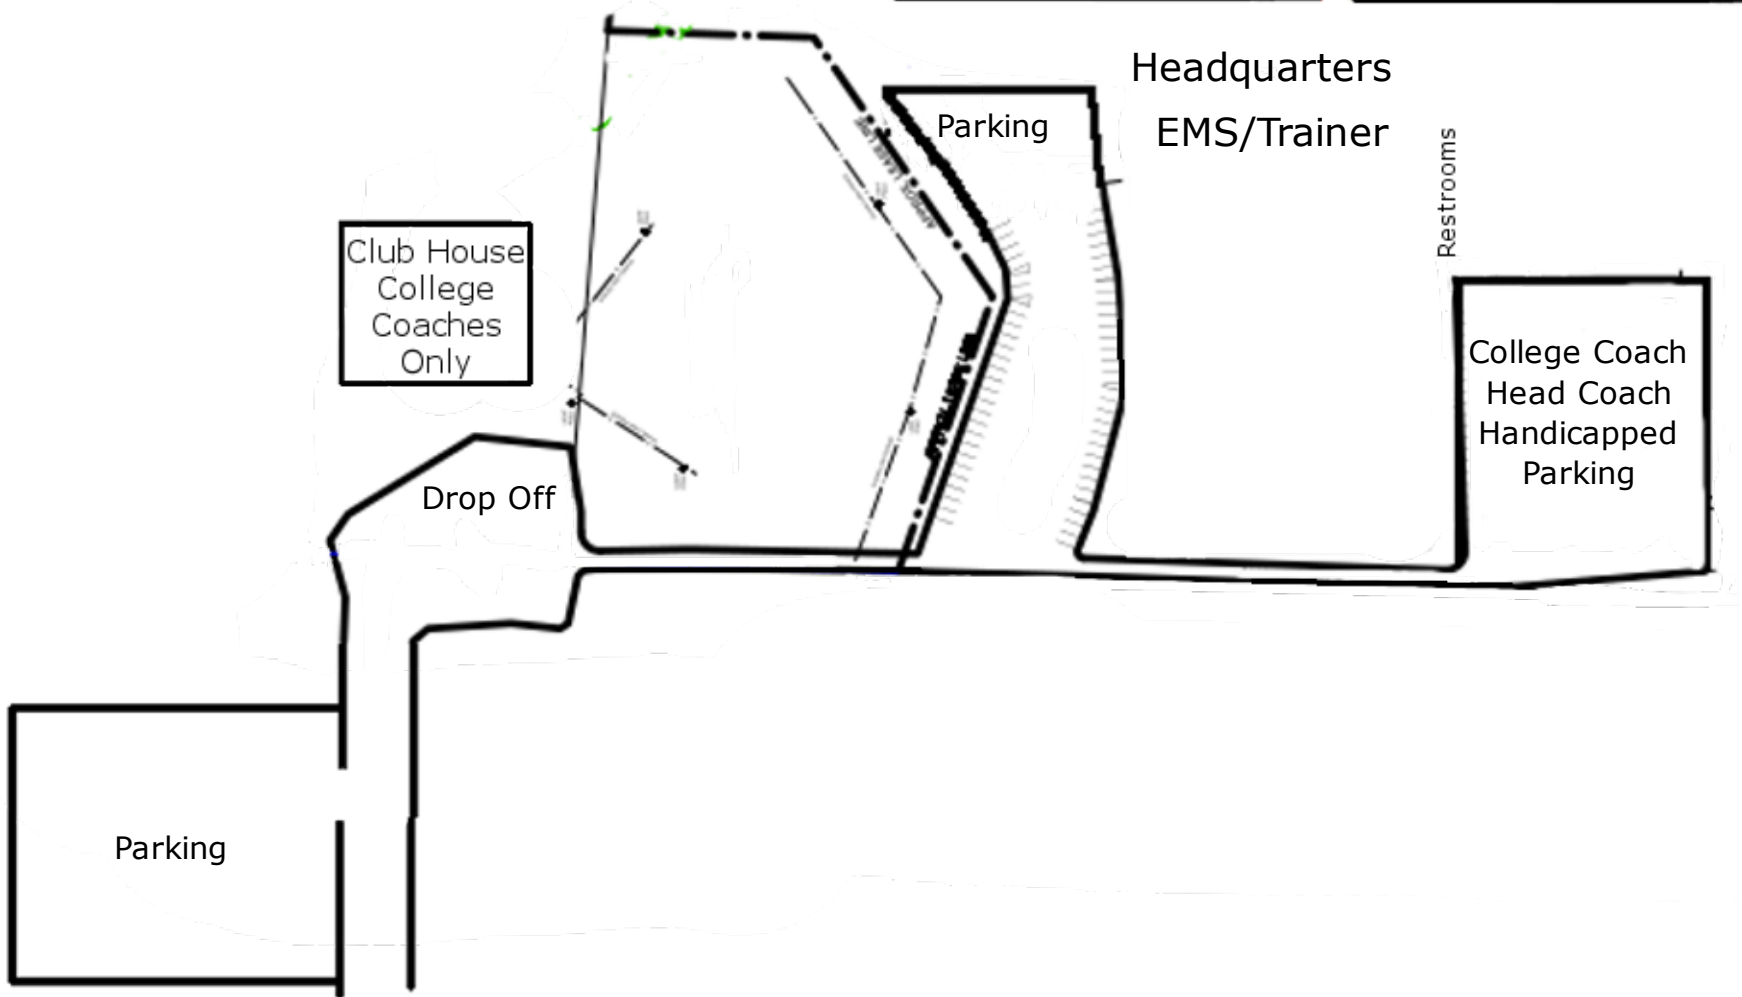 Headquarters
EMS/Trainer
Parking
Restrooms
Club House
College
Coaches
Only
College Coach
Head Coach
Handicapped
Parking
Drop Off
Parking